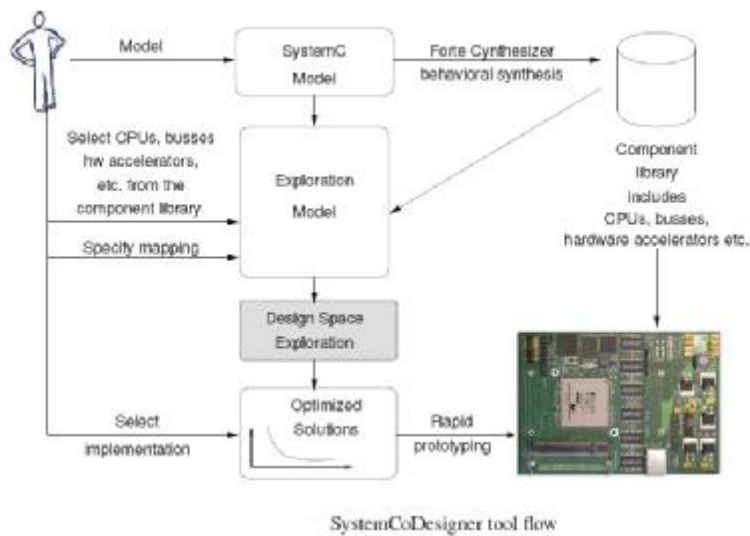 Model
SystemC
Model
Forte Cynthesizer
behavioral synthesis
Select CPUs, busses
hw accelerators,
etc. from the
component library
Exploration
Model
Component
library
includes
CPUs, busses,
hardware accelerators etc.
Specify mapping
Design Space
Exploration
Optimized
Solutions
Select
implementation
Rapid
prototyping
SystemCoDesigner tool flow